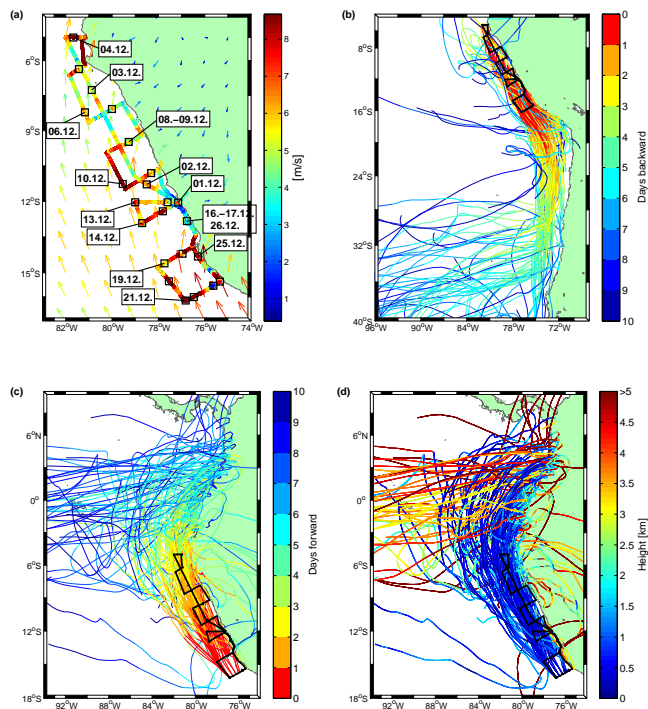 (a)
6°S
9°S
12°S
15°S
82°W
80°W
78°W
76°W
74°W
04.12.
03.12.
06.12.
08.−09.12.
02.12.
10.12.
01.12.
13.12.
16.−17.12.
26.12.
14.12.
25.12.
19.12.
21.12.
8
7
6
5
4
3
2
1
[m/s]
(b)
8°S
16°S
24°S
32°S
40°S
96°W
84°W
78°W
72°W
0
1
2
3
4
5
6
7
8
9
10
Days backward
(c)
6°N
0°
6°S
12°S
18°S
92°W
88°W
84°W
80°W
76°W
10
9
8
7
6
5
4
3
2
1
0
Days forward
(d)
6°N
0°
6°S
12°S
18°S
92°W
88°W
84°W
80°W
76°W
>5
4.5
4
3.5
3
2.5
2
1.5
1
0.5
0
Height [km]